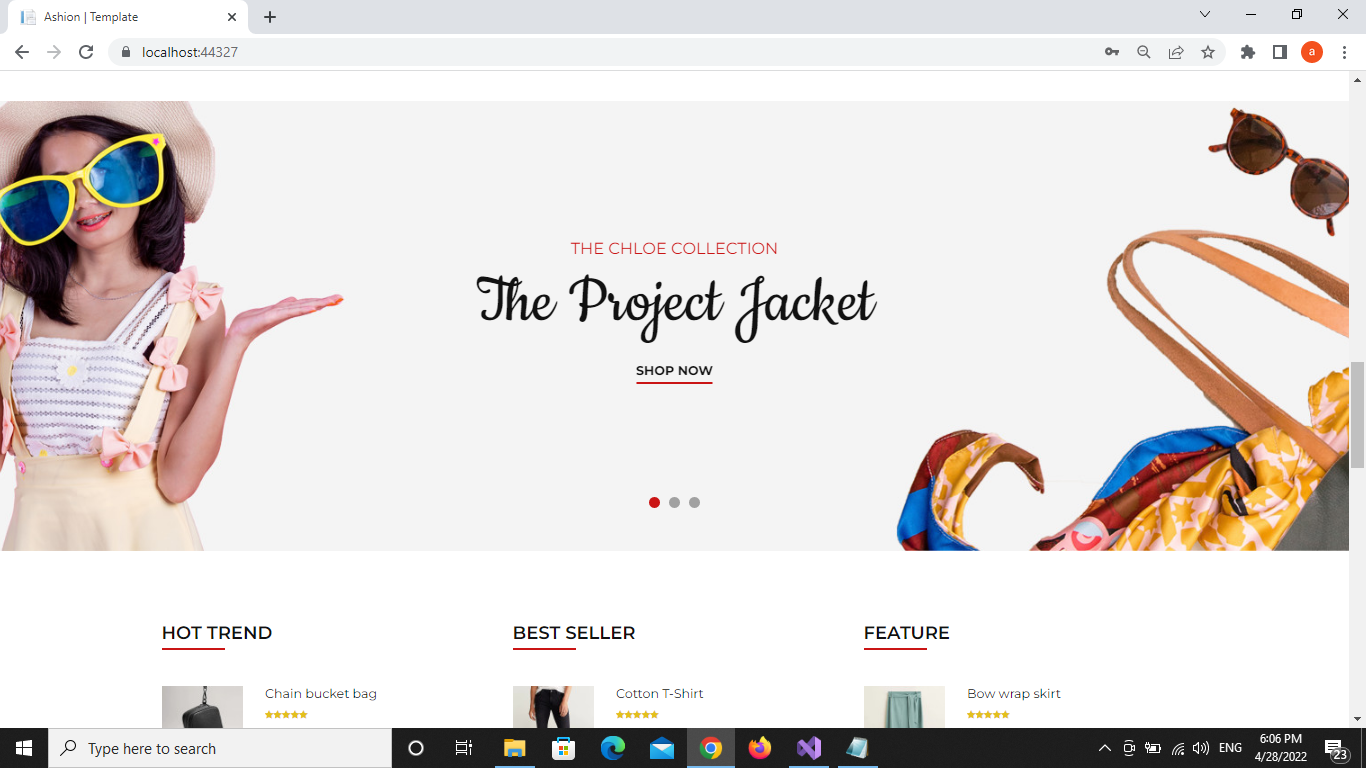 Ashion | Template
localhost:44327
a
THE CHLOE COLLECTION
The Project Jacket
SHOP NOW
HOT TREND
BEST SELLER
FEATURE
Chain bucket bag
Cotton T-Shirt
Bow wrap skirt
Type here to search
ENG
6:06 PM
4/28/2022
23